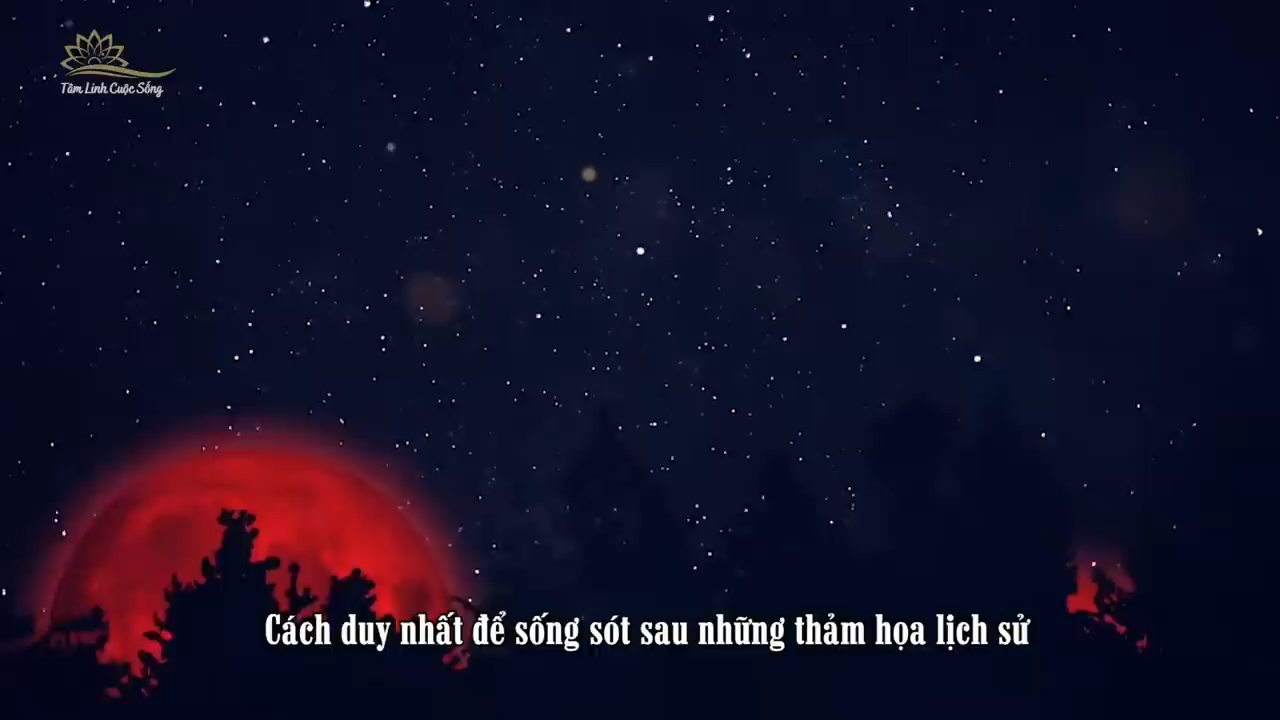 Tâm Linh Cuộc Sống
Cách duy nhất để sống sót sau những thảm họa lịch sử